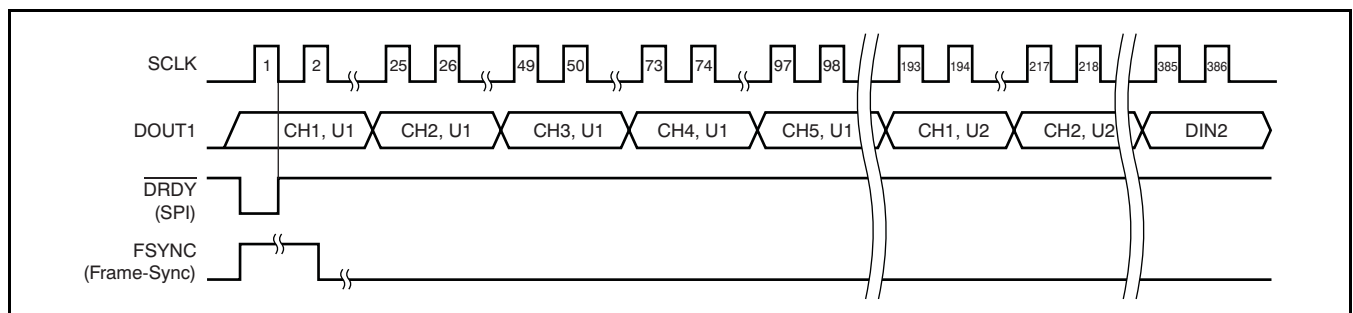 SCLK 1 2 25 26 49 50 73 74 97 98 193 194 217 218 385 386
DOUT1 CH1, U1 CH2, U1 CH3, U1 CH4, U1 CH5, U1 CH1, U2 CH2, U2 DIN2
DRDY
(SPI)
FSYNC
(Frame-Sync)